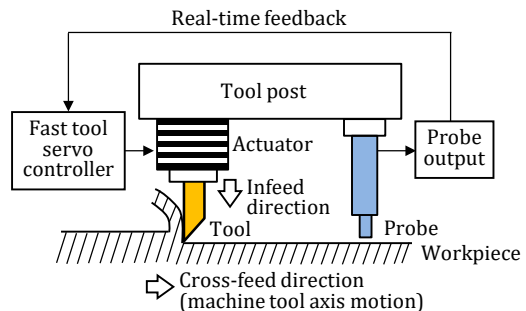 Real-time feedback
Tool post
Fast tool
servo
controller
Actuator
Probe
output
Infeed
direction
Tool
Probe
Workpiece
Cross-feed direction
(machine tool axis motion)